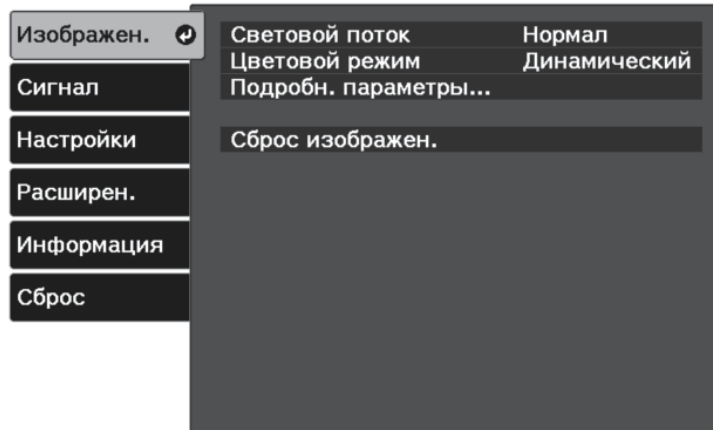 Изображен.
Сигнал
Настройки
Расширен.
Информация
Сброс
Световой поток Нормал
Цветовой режим Динамический
Подробн. параметры...
Сброс изображен.